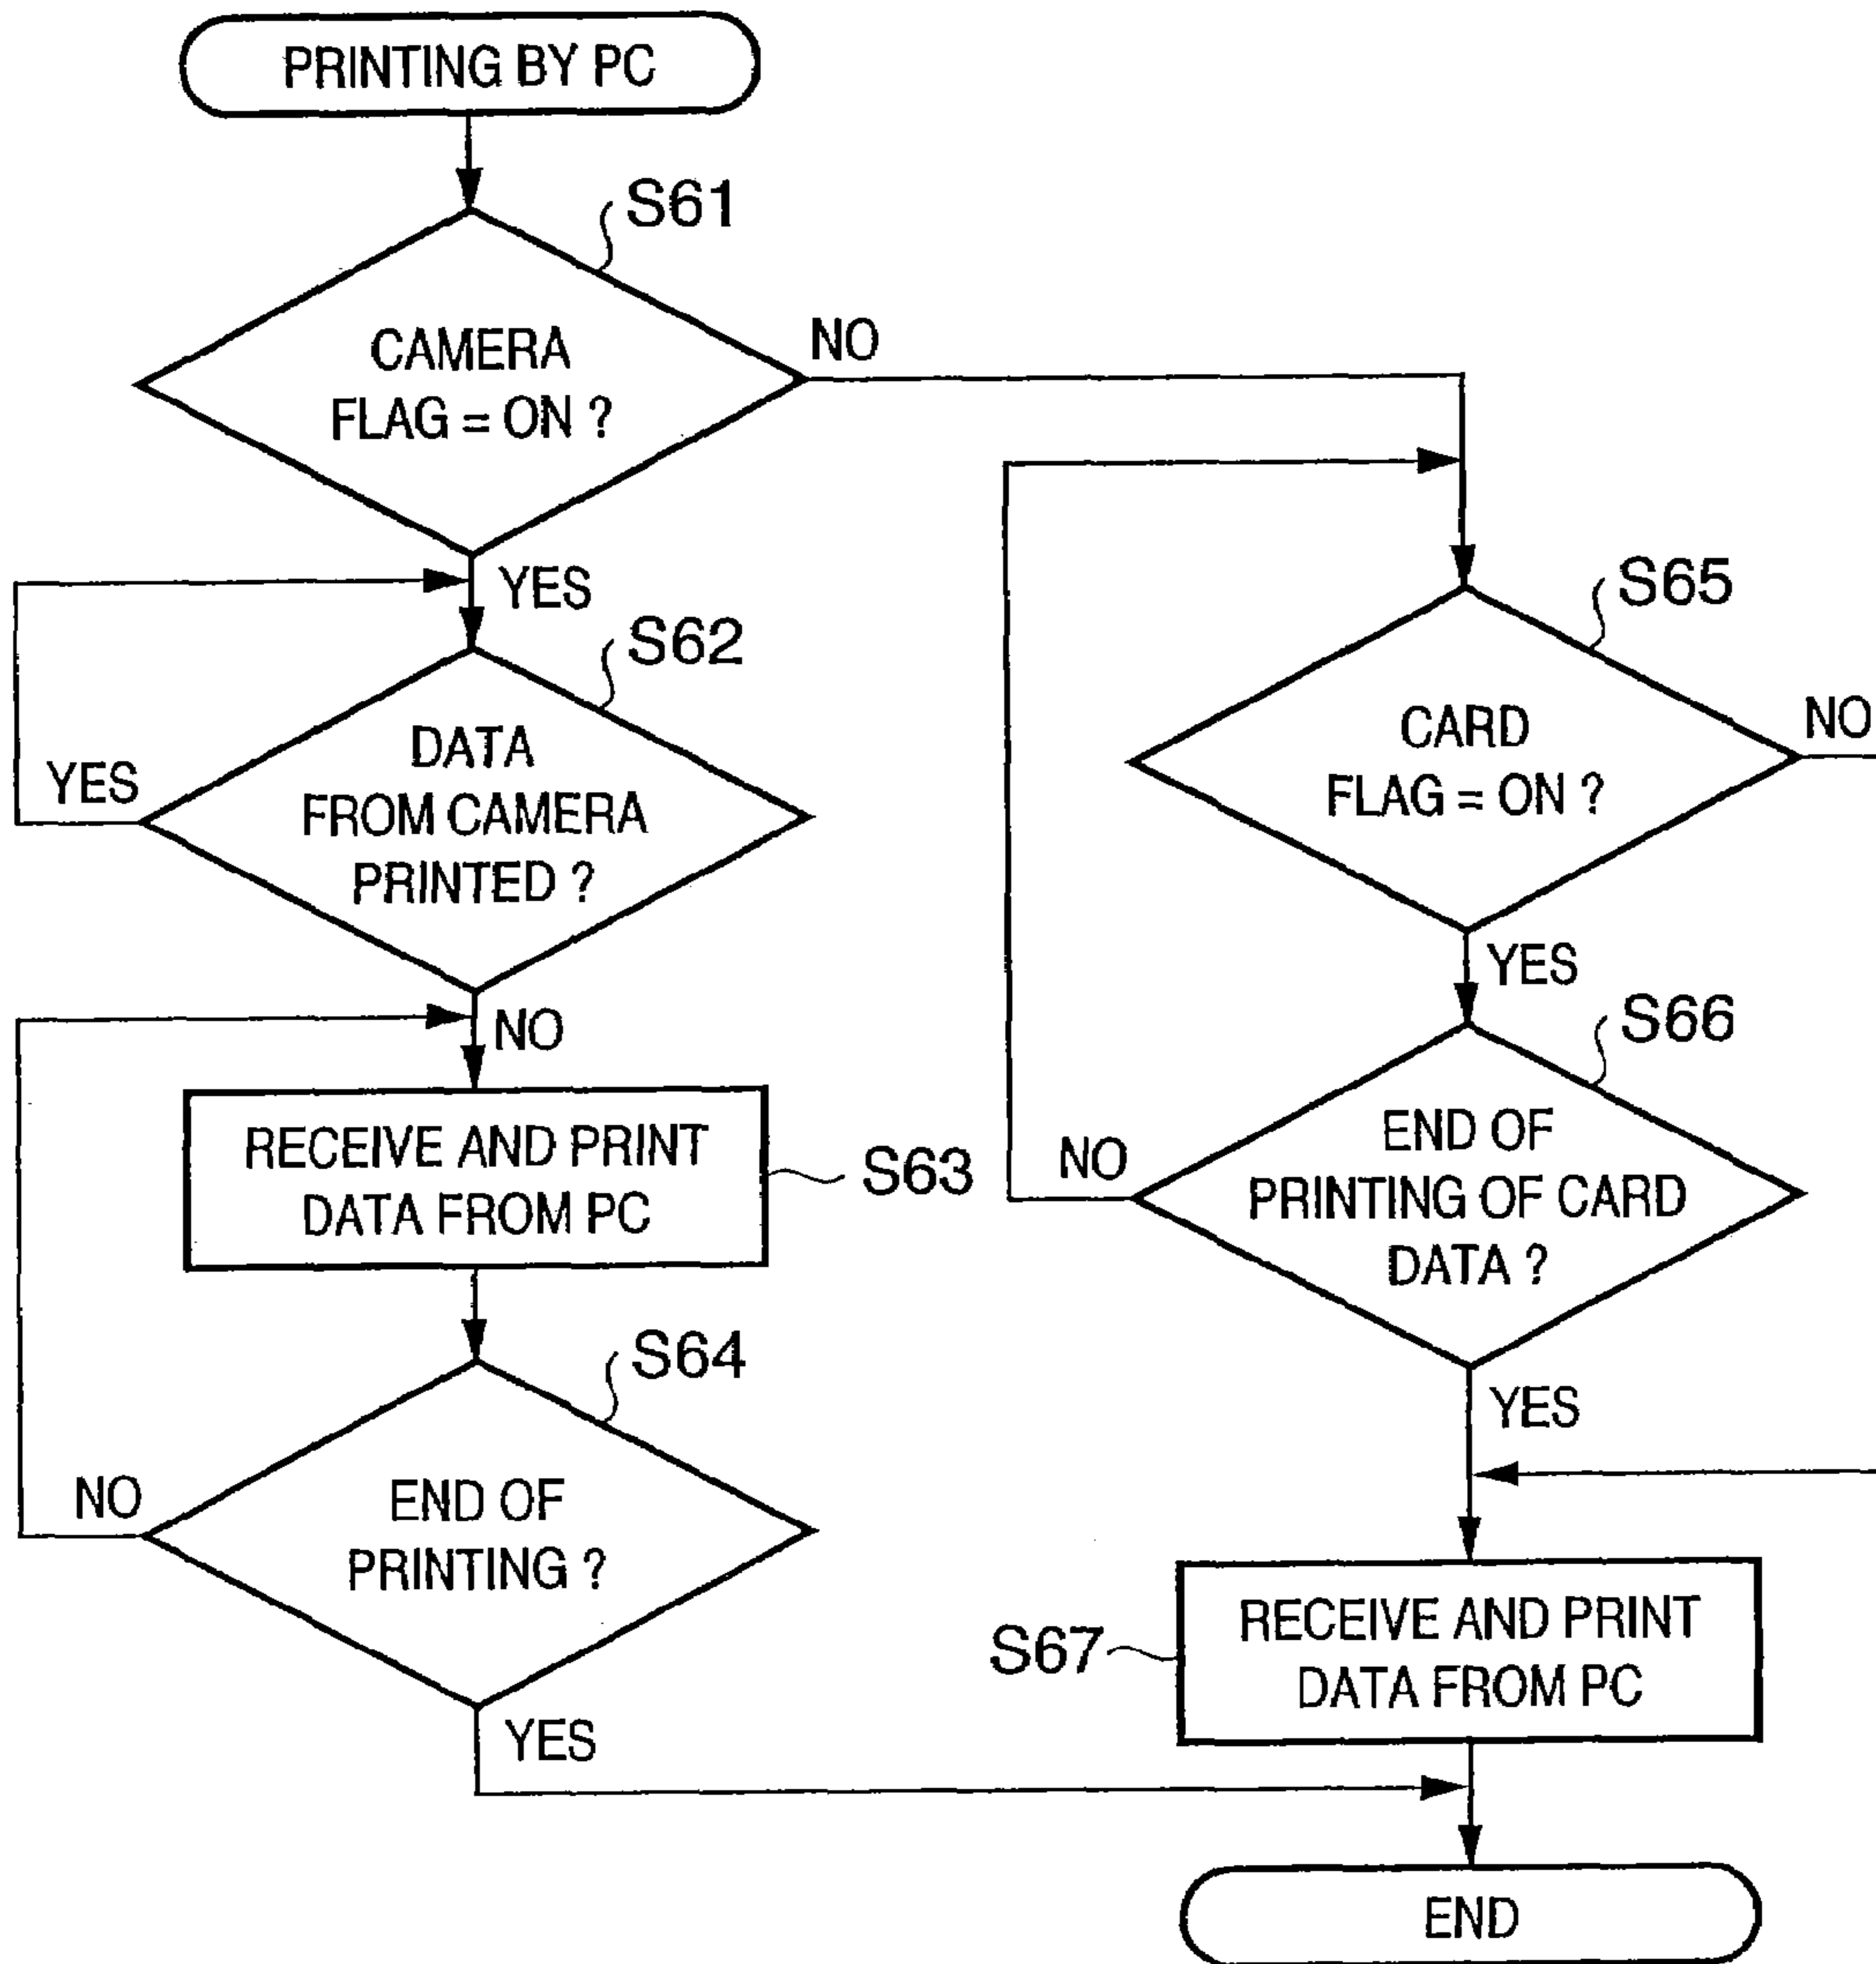 PRINTING BY PC
S61
CAMERA
FLAG = ON ?
NO
YES
S62
DATA
FROM CAMERA
PRINTED ?
YES
NO
RECEIVE AND PRINT
DATA FROM PC
S63
S64
END OF
PRINTING ?
NO
YES
S65
CARD
FLAG = ON ?
NO
YES
S66
END OF
PRINTING OF CARD
DATA ?
NO
YES
RECEIVE AND PRINT
DATA FROM PC
S67
END